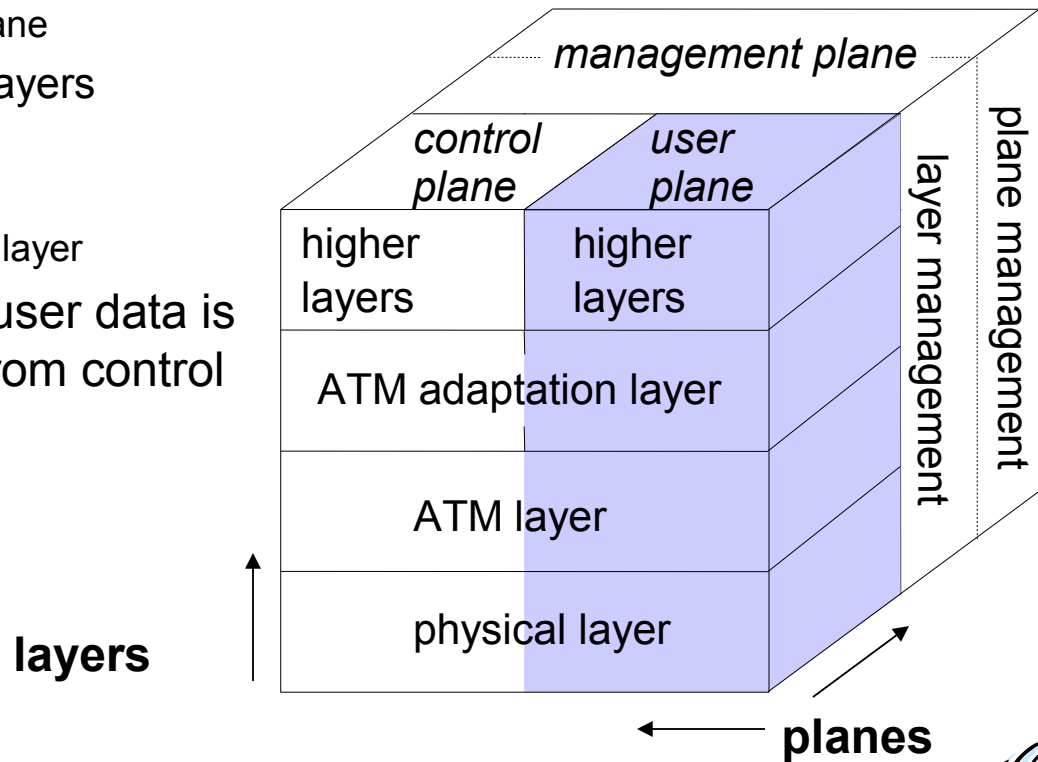 ane
ayers
layer
user data is
rom control
management plane
control
plane
user
plane
higher
layers
higher
layers
ATM adaptation layer
ATM layer
physical layer
layer management
plane management
layers
planes